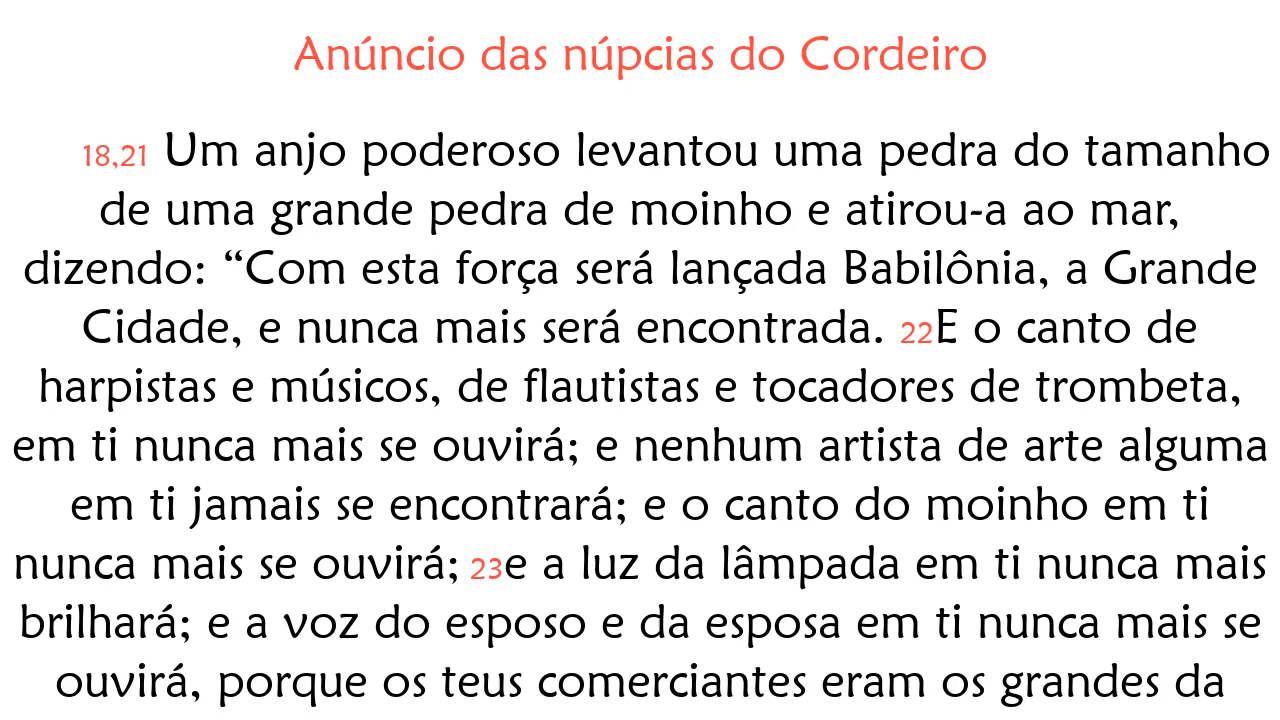 Anúncio das núpcias do Cordeiro
18,21 Um anjo poderoso levantou uma pedra do tamanho
de uma grande pedra de moinho e atirou-a ao mar,
dizendo: “Com esta força será lançada Babilônia, a Grande
Cidade, e nunca mais será encontrada. 22E o canto de
harpistas e músicos, de flautistas e tocadores de trombeta,
em ti nunca mais se ouvirá; e nenhum artista de arte alguma
em ti jamais se encontrará; e o canto do moinho em ti
nunca mais se ouvirá; 23e a luz da lâmpada em ti nunca mais
brilhará; e a voz do esposo e da esposa em ti nunca mais se
ouvirá, porque os teus comerciantes eram os grandes da